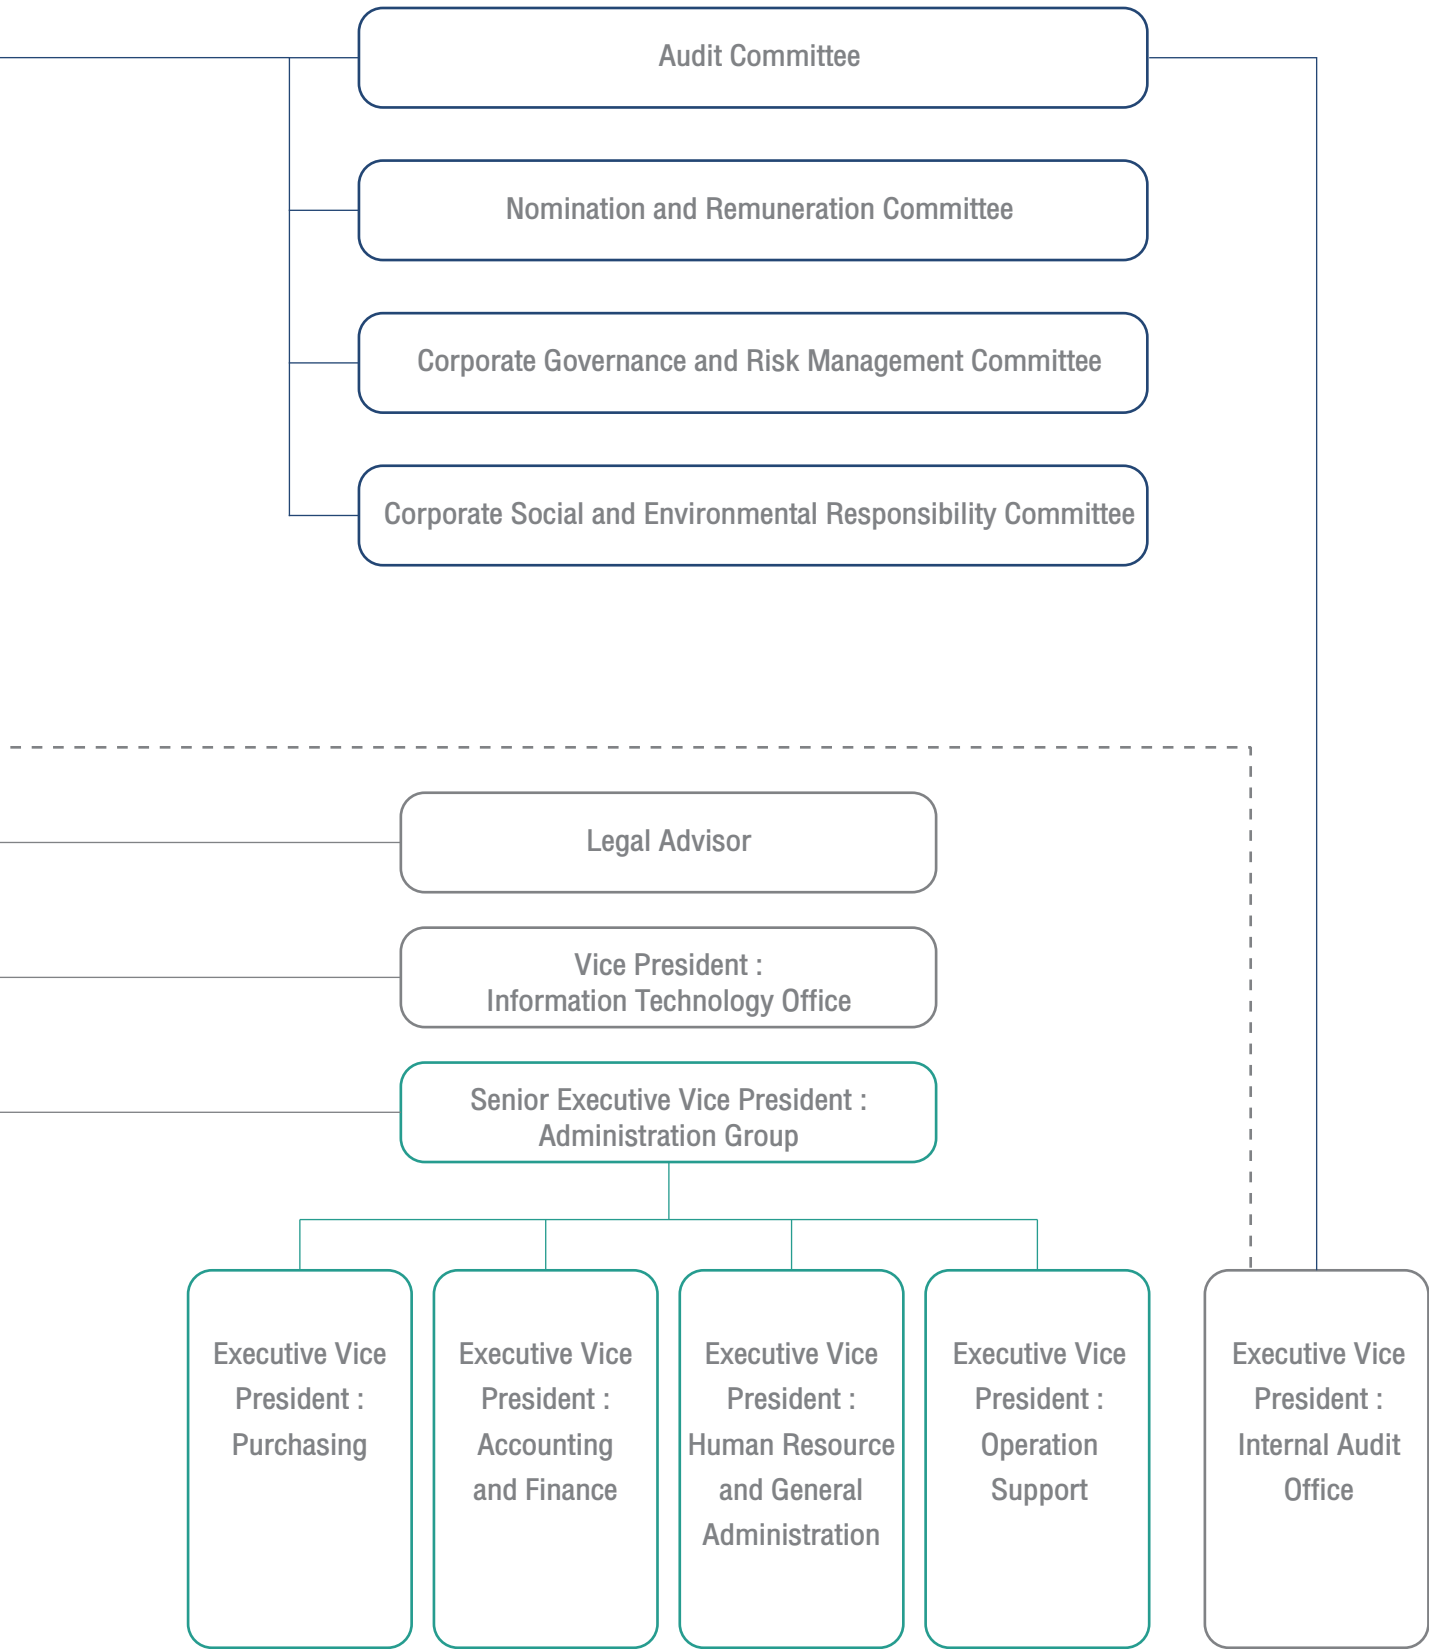 Audit Committee
Nomination and Remuneration Committee
Corporate Governance and Risk Management Committee
Corporate Social and Environmental Responsibility Committee
Legal Advisor
Vice President :
Information Technology Office
Senior Executive Vice President :
Administration Group
Executive Vice
President :
Purchasing
Executive Vice
President :
Accounting
and Finance
Executive Vice
President :
Human Resource
and General
Administration
Executive Vice
President :
Operation
Support
Executive Vice
President :
Internal Audit
Office